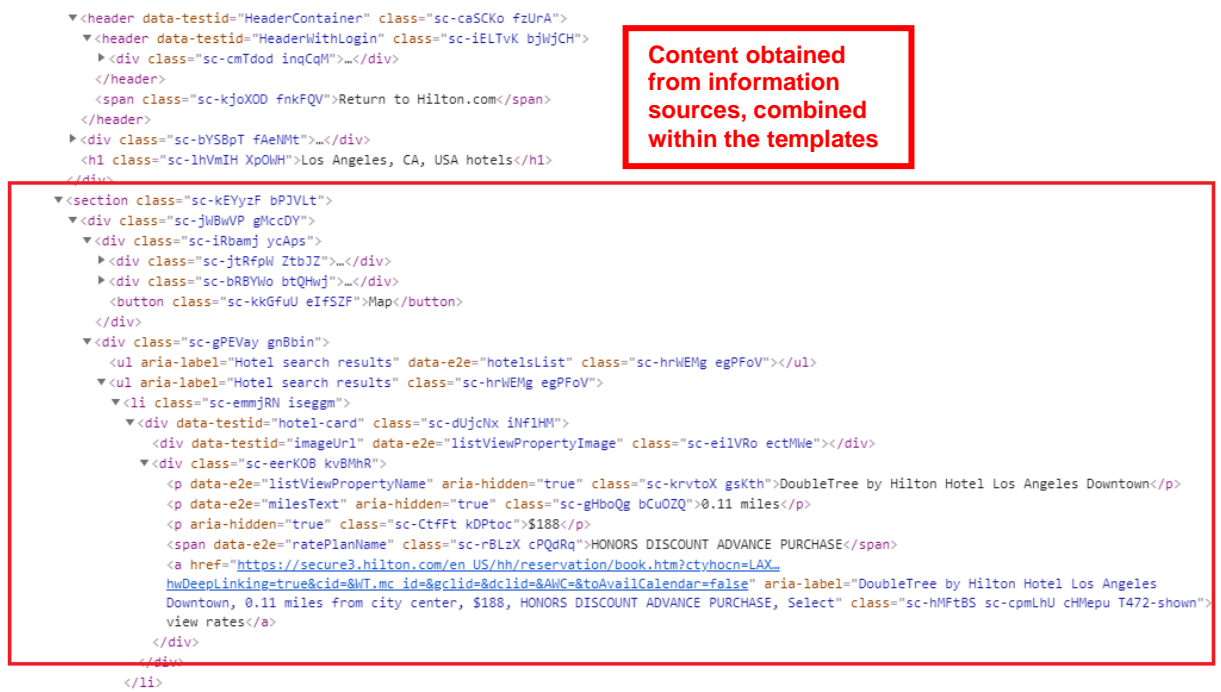 ▼<header data-testid="HeaderContainer" class="sc-caSCKo fzUrA">
▼<header data-testid="HeaderWithLogin" class="sc-iELTvK bjWjCH">
▶<div class="sc-cmTdod inqCqM">…</div>
</header>
<span class="sc-kjoXOD fnkFQV">Return to Hilton.com</span>
</header>
▶<div class="sc-bYSBpT fAeNMt">…</div>
<h1 class="sc-lhVmIH XpOWH">Los Angeles, CA, USA hotels</h1>
</div>
Content obtained
from information
sources, combined
within the templates
▼<section class="sc-kEYyzF bPJVLt">
▼<div class="sc-jWBwVP gMccDY">
▼<div class="sc-iRbamj ycAps">
▶<div class="sc-jtRfpW ZtbJZ">…</div>
▶<div class="sc-bRBYWo btQHwj">…</div>
<button class="sc-kkGfuU eIfSZF">Map</button>
</div>
▼<div class="sc-gPEVay gnBbin">
<ul aria-label="Hotel search results" data-e2e="hotelsList" class="sc-hrWEMg egPFoV"></ul>
▼<ul aria-label="Hotel search results" class="sc-hrWEMg egPFoV">
▼<li class="sc-emmjRN iseggm">
▼<div data-testid="hotel-card" class="sc-dUjcNx iNflHM">
<div data-testid="imageUrl" data-e2e="listViewPropertyImage" class="sc-eilVRo ectMWe"></div>
▼<div class="sc-eerKOB kvBMhR">
<p data-e2e="listViewPropertyName" aria-hidden="true" class="sc-krvtoX gsKth">DoubleTree by Hilton Hotel Los Angeles Downtown</p>
<p data-e2e="milesText" aria-hidden="true" class="sc-gHboQg bCuOZQ">0.11 miles</p>
<p aria-hidden="true" class="sc-CtfFt kDPtoc">$188</p>
<span data-e2e="ratePlanName" class="sc-rBLzX cPQdRq">HONORS DISCOUNT ADVANCE PURCHASE</span>
<a href="https://secure3.hilton.com/en_US/hh/reservation/book.htm?ctyhocn=LAX…
hwDeepLinking=true&cid=&WT.mc_id=&gclid=&dclid=&AWC=&toAvailCalendar=false" aria-label="DoubleTree by Hilton Hotel Los Angeles
Downtown, 0.11 miles from city center, $188, HONORS DISCOUNT ADVANCE PURCHASE, Select" class="sc-hMFtBS sc-cpmLhU cHMepu T472-shown">
view rates</a>
</div>
</div>
</li>